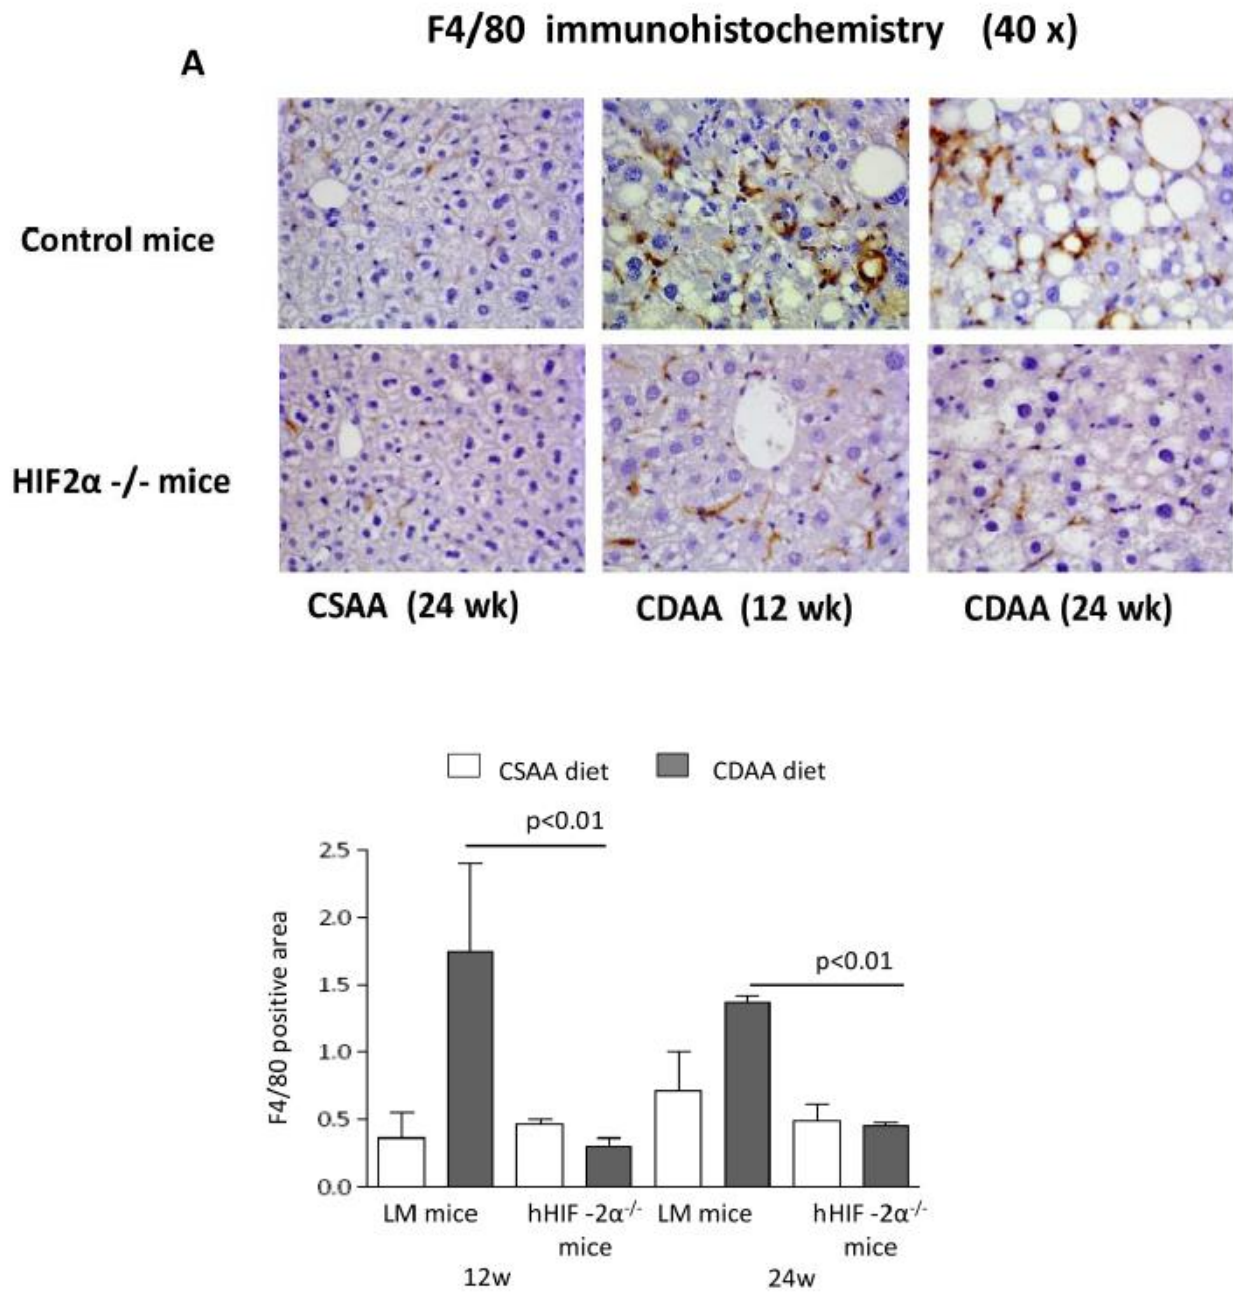 F4/80 immunohistochemistry (40 x)
A
Control mice
HIF2α -/- mice
CSAA (24 wk)
CDAA (12 wk)
CDAA (24 wk)
CSAA diet
CDAA diet
p<0.01
p<0.01
F4/80 positive area
2.5
2.0
1.5
1.0
0.5
0.0
LM mice
hHIF -2α-/-
mice
LM mice
hHIF -2α-/-
mice
12w
24w